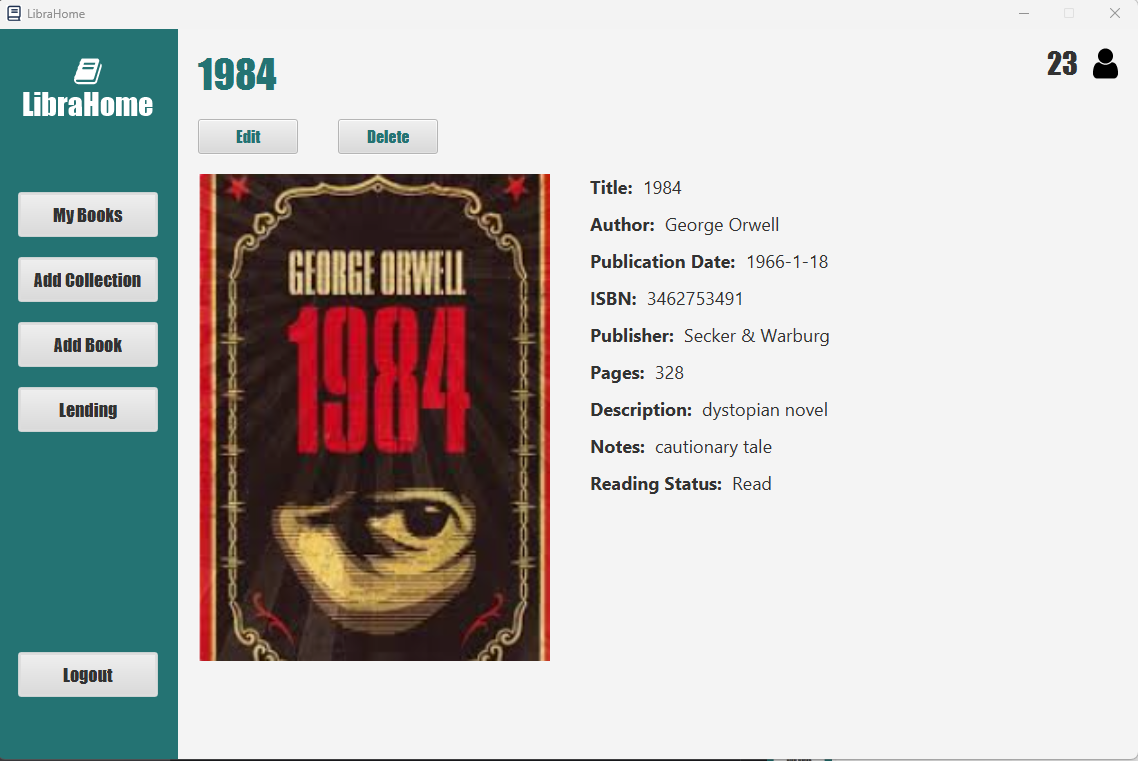 LibraHome
LibraHome
My Books
Add Collection
Add Book
Lending
Logout
1984
23
Edit
Delete
GEORGE ORWELL
1984
Title: 1984
Author: George Orwell
Publication Date: 1966-1-18
ISBN: 3462753491
Publisher: Secker & Warburg
Pages: 328
Description: dystopian novel
Notes: cautionary tale
Reading Status: Read